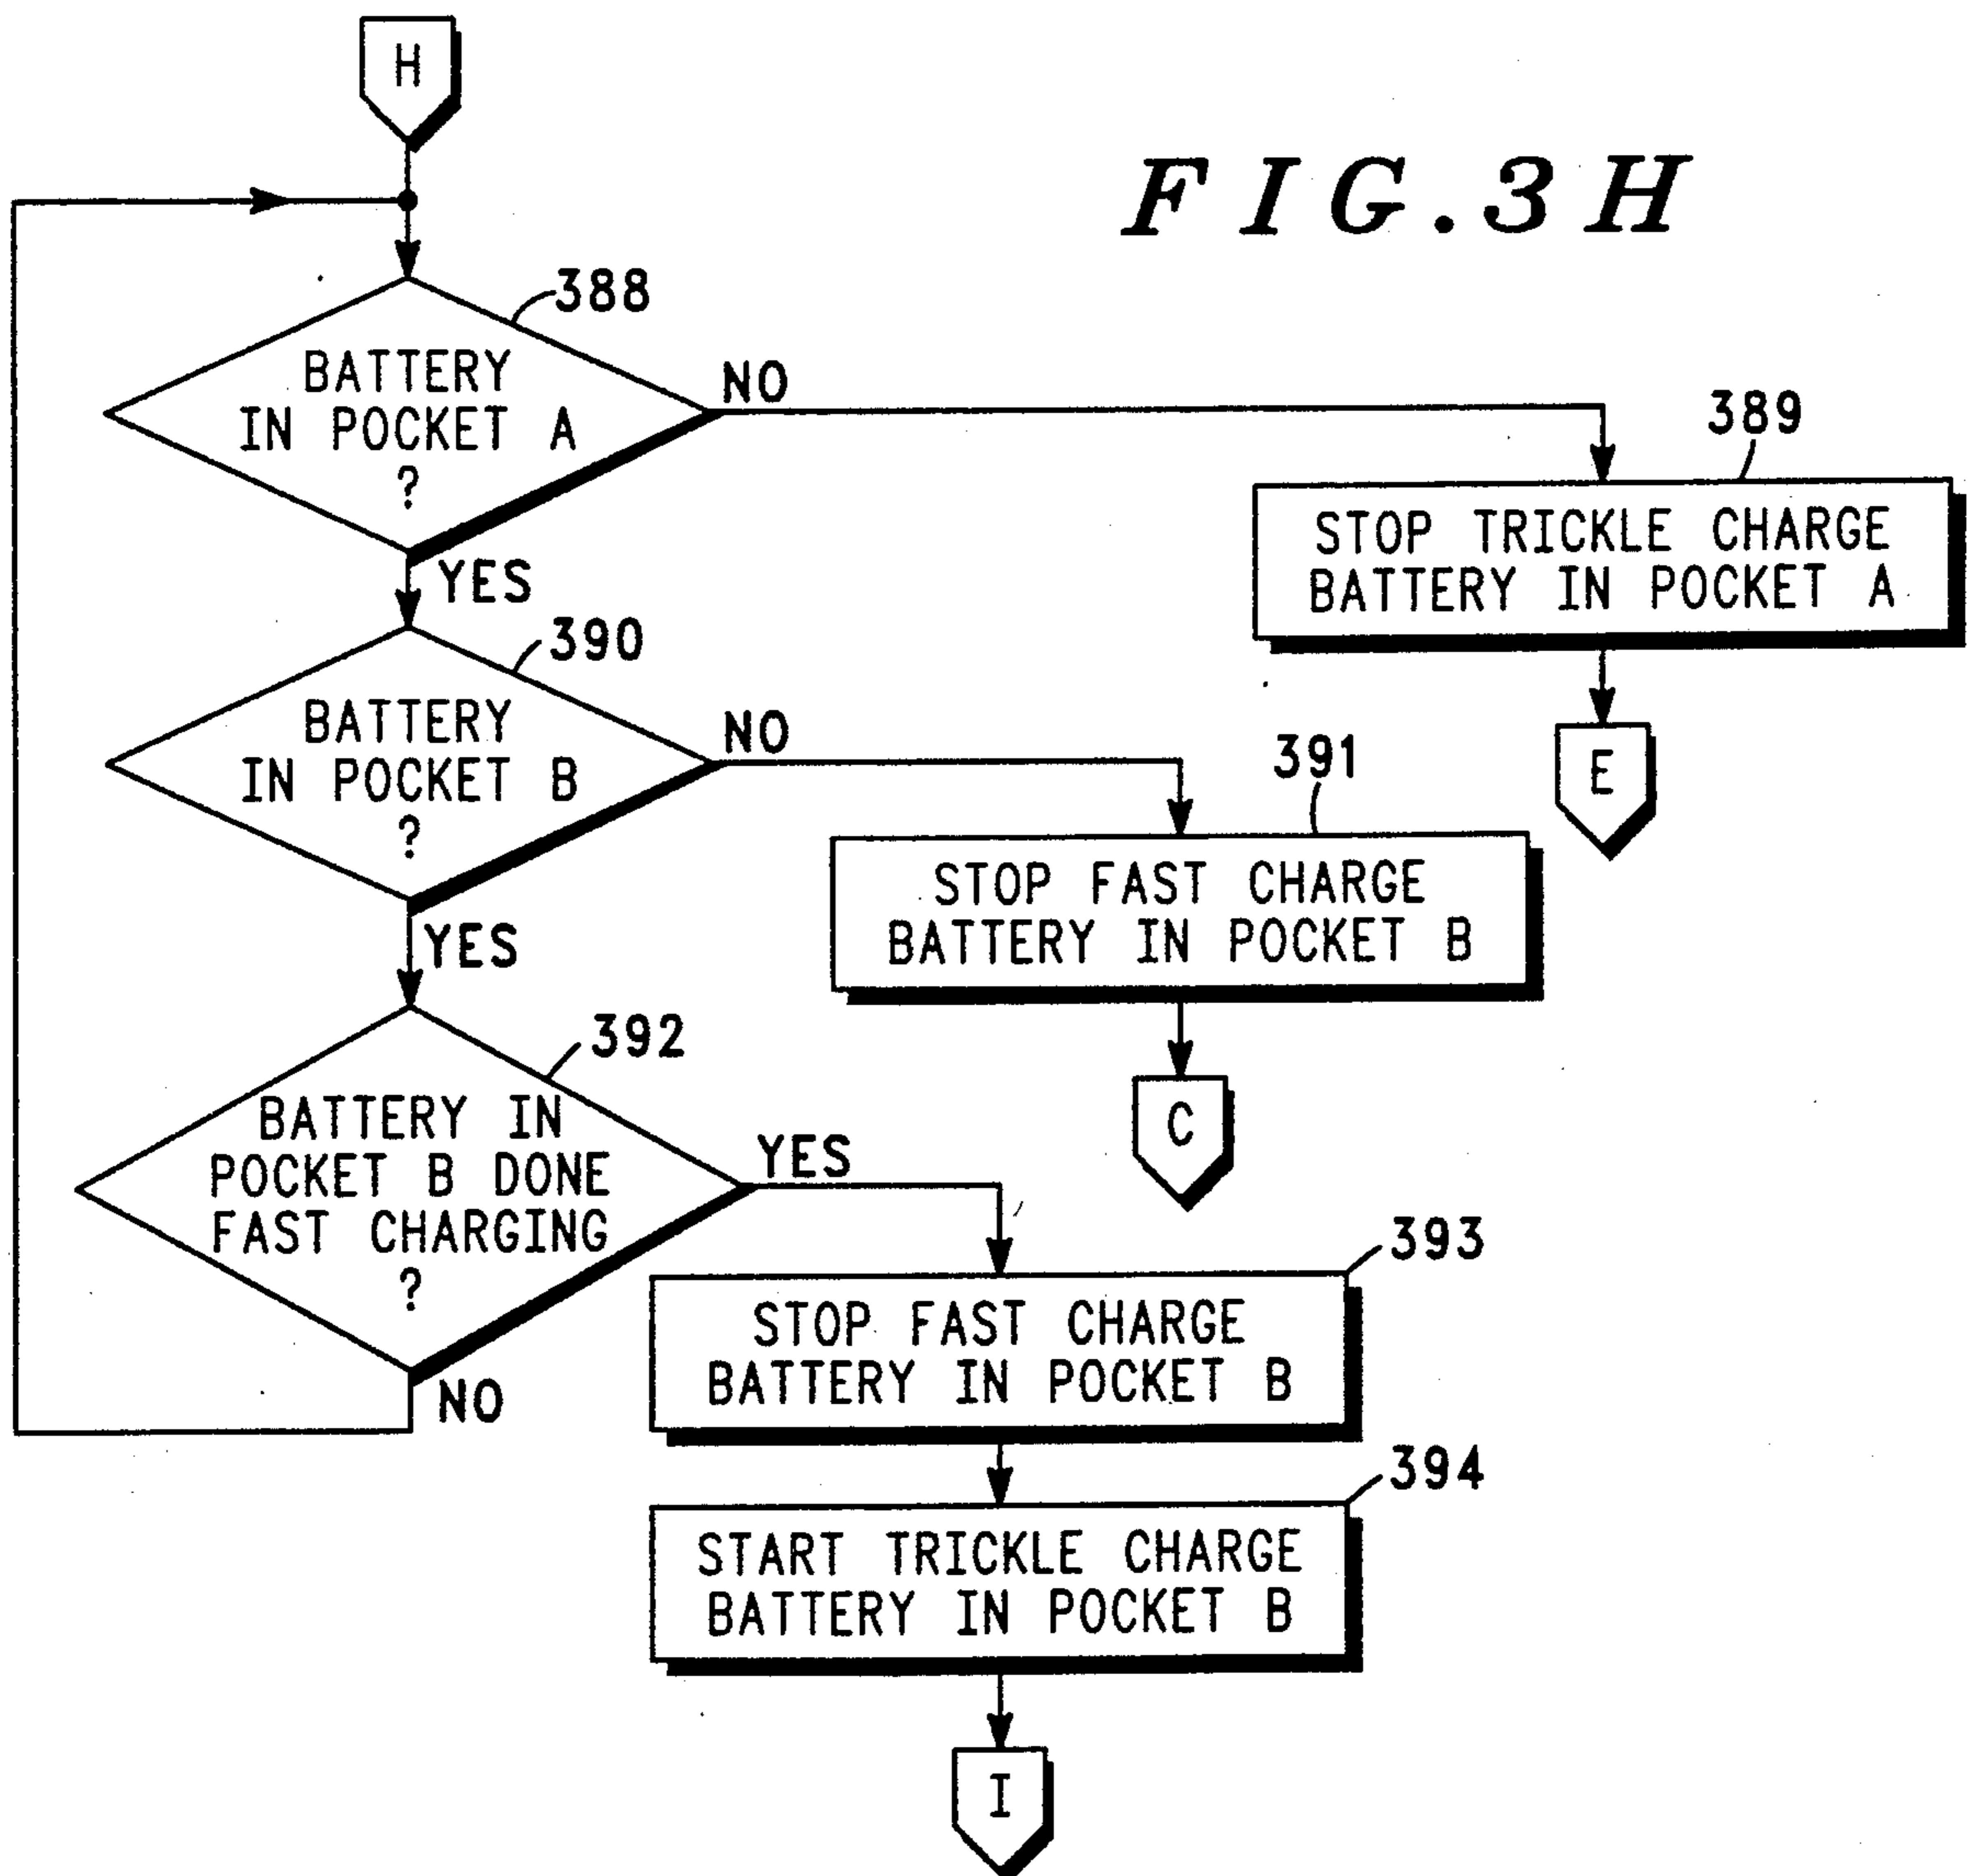 H
FIG.3H
388
BATTERY
IN POCKET A
?
NO
YES
389
STOP TRICKLE CHARGE
BATTERY IN POCKET A
E
390
BATTERY
IN POCKET B
?
NO
YES
391
STOP FAST CHARGE
BATTERY IN POCKET B
C
392
BATTERY IN
POCKET B DONE
FAST CHARGING
?
YES
NO
393
STOP FAST CHARGE
BATTERY IN POCKET B
394
START TRICKLE CHARGE
BATTERY IN POCKET B
I